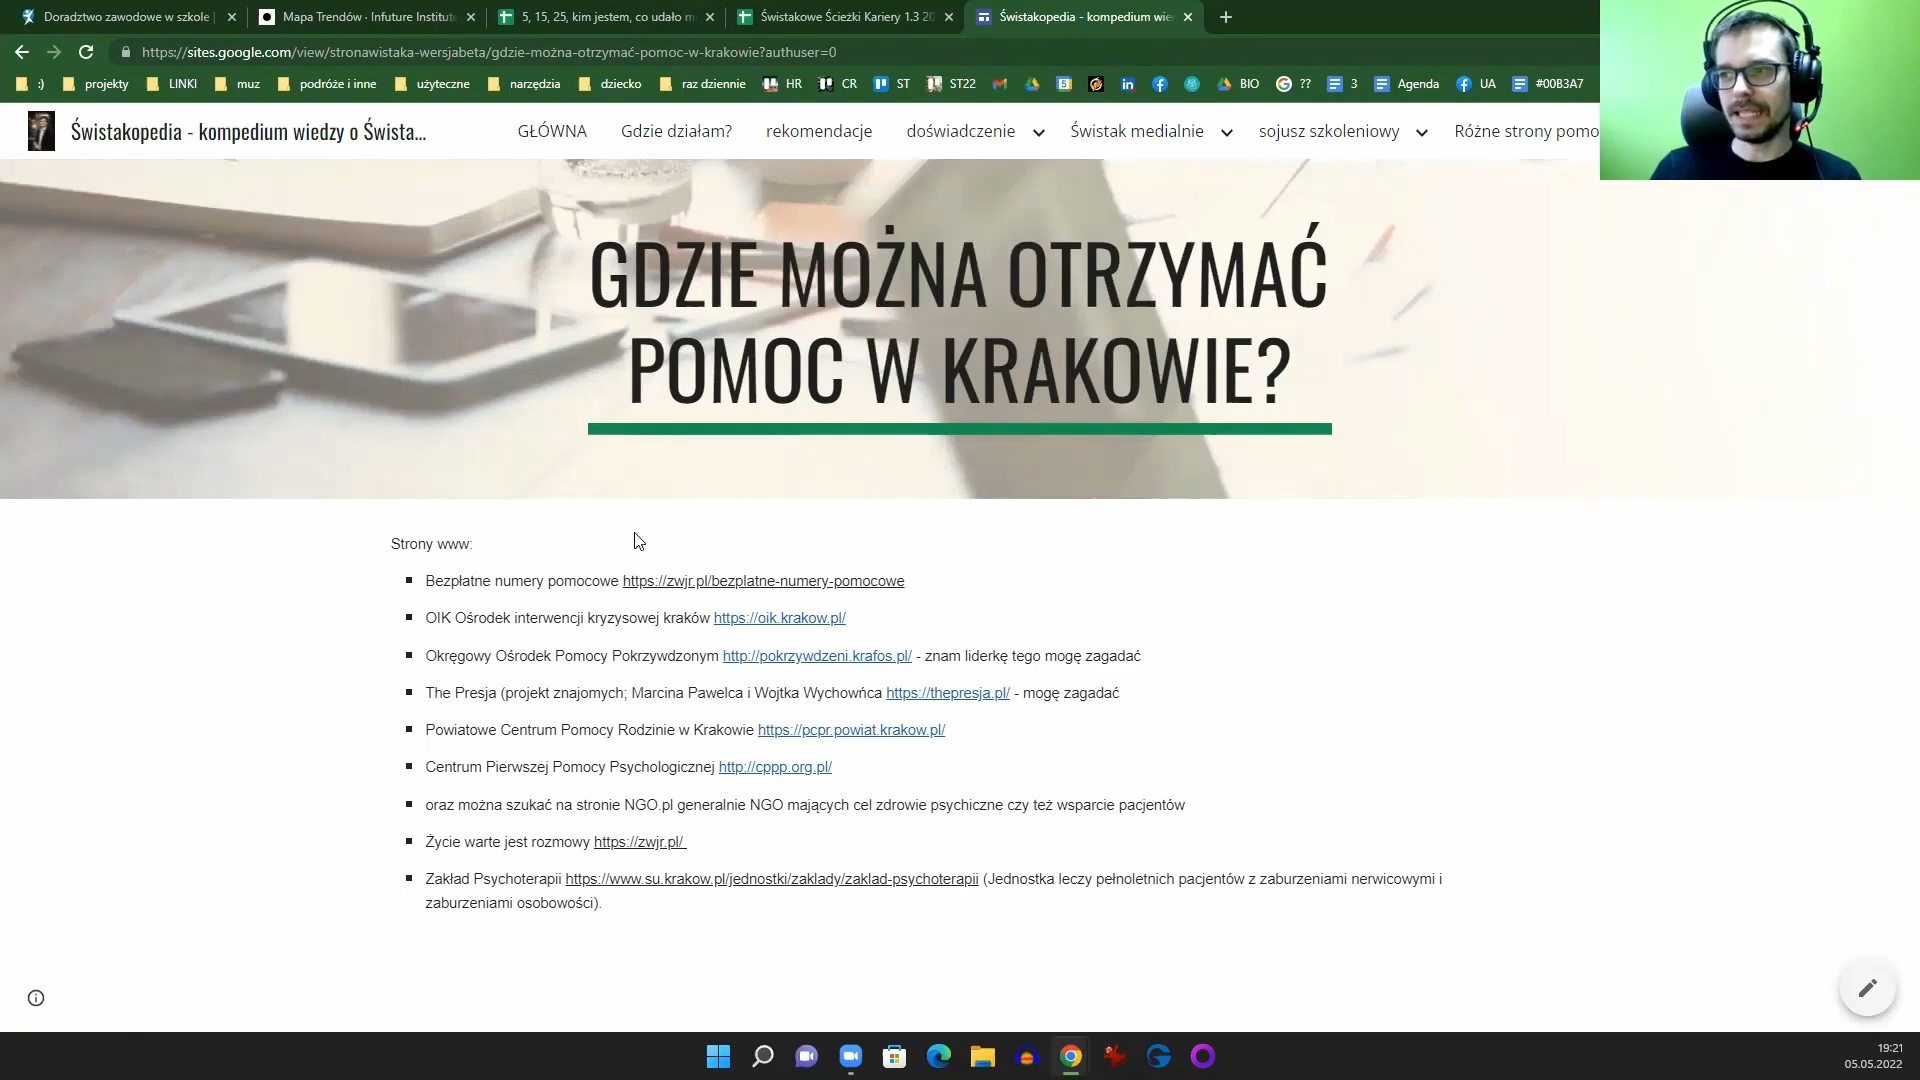 Doradztwo zawodowe w szkole |
Mapa Trendów · Infuture Institute
5, 15, 25, kim jestem, co udało m
Świstakowe Ścieżki Kariery 1.3 20
Świstakopedia - kompendium wie
https://sites.google.com/view/stronawistaka-wersjabeta/gdzie-można-otrzymać-pomoc-w-krakowie?authuser=0
:) projekty LINKI muz podróże i inne użyteczne narzędzia dziecko raz dziennie HR CR ST ST22 BIO ?? 3 Agenda UA #00B3A7
Świstakopedia - kompedium wiedzy o Śwista...
GŁÓWNA Gdzie działam? rekomendacje doświadczenie Świstak medialnie sojusz szkoleniowy Różne strony pomo
GDZIE MOŻNA OTRZYMAĆ
POMOC W KRAKOWIE?
Strony www:
Bezpłatne numery pomocowe https://zwjr.pl/bezplatne-numery-pomocowe
OIK Ośrodek interwencji kryzysowej kraków https://oik.krakow.pl/
Okręgowy Ośrodek Pomocy Pokrzywdzonym http://pokrzywdzeni.krafos.pl/ - znam liderkę tego mogę zagadać
The Presja (projekt znajomych; Marcina Pawelca i Wojtka Wychowńca https://thepresja.pl/ - mogę zagadać
Powiatowe Centrum Pomocy Rodzinie w Krakowie https://pcpr.powiat.krakow.pl/
Centrum Pierwszej Pomocy Psychologicznej http://cppp.org.pl/
oraz można szukać na stronie NGO.pl generalnie NGO mających cel zdrowie psychiczne czy też wsparcie pacjentów
Życie warte jest rozmowy https://zwjr.pl/
Zakład Psychoterapii https://www.su.krakow.pl/jednostki/zaklady/zaklad-psychoterapii (Jednostka leczy pełnoletnich pacjentów z zaburzeniami nerwicowymi i
zaburzeniami osobowości).
19:21
05.05.2022